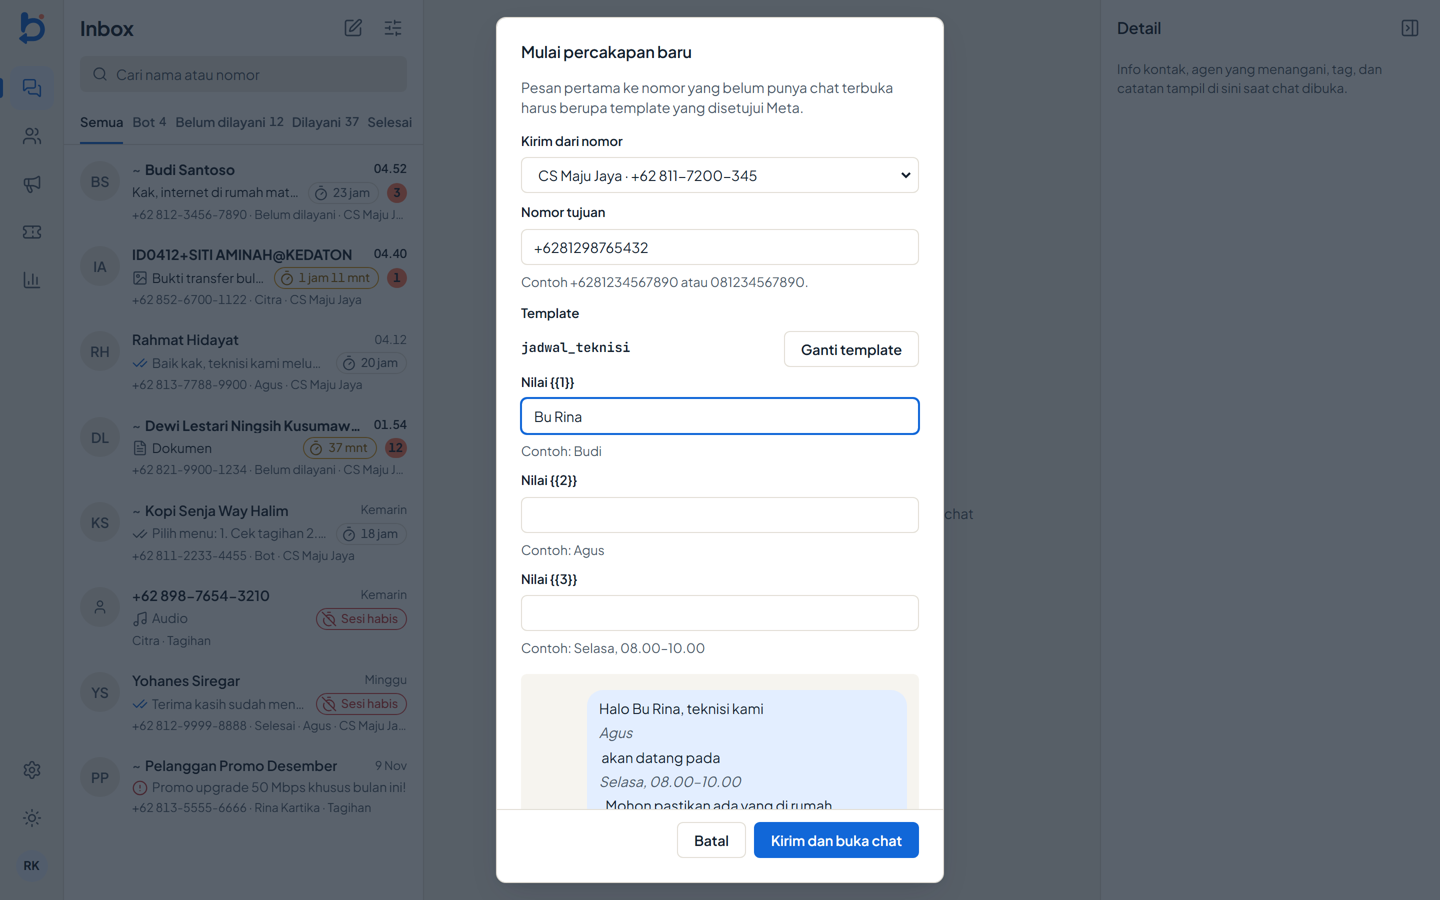 Inbox
Cari nama atau nomor
Semua
Bot 4
Belum dilayani 12
Dilayani 37
Selesai
BS
~ Budi Santoso
04.52
Kak, internet di rumah mat...
23 jam
3
+62 812-3456-7890 · Belum dilayani · CS Maju J...
IA
ID0412+SITI AMINAH@KEDATON
04.40
Bukti transfer bul...
1 jam 11 mnt
1
+62 852-6700-1122 · Citra · CS Maju Jaya
RH
Rahmat Hidayat
04.12
Baik kak, teknisi kami melu...
20 jam
+62 813-7788-9900 · Agus · CS Maju Jaya
DL
~ Dewi Lestari Ningsih Kusumaw...
01.54
Dokumen
37 mnt
12
+62 821-9900-1234 · Belum dilayani · CS Maju J...
KS
~ Kopi Senja Way Halim
Kemarin
Pilih menu: 1. Cek tagihan 2....
18 jam
+62 811-2233-4455 · Bot · CS Maju Jaya
+62 898-7654-3210
Kemarin
Audio
Sesi habis
Citra · Tagihan
YS
Yohanes Siregar
Minggu
Terima kasih sudah men...
Sesi habis
+62 812-9999-8888 · Selesai · Agus · CS Maju Ja...
PP
~ Pelanggan Promo Desember
9 Nov
Promo upgrade 50 Mbps khusus bulan ini!
+62 813-5555-6666 · Rina Kartika · Tagihan
RK
Mulai percakapan baru
Pesan pertama ke nomor yang belum punya chat terbuka
harus berupa template yang disetujui Meta.
Kirim dari nomor
CS Maju Jaya · +62 811-7200-345
Nomor tujuan
+6281298765432
Contoh +6281234567890 atau 081234567890.
Template
jadwal_teknisi
Ganti template
Nilai {{1}}
Bu Rina
Contoh: Budi
Nilai {{2}}
Contoh: Agus
Nilai {{3}}
Contoh: Selasa, 08.00–10.00
Halo Bu Rina, teknisi kami
Agus
akan datang pada
Selasa, 08.00–10.00
. Mohon pastikan ada yang di rumah
Batal
Kirim dan buka chat
chat
Detail
Info kontak, agen yang menangani, tag, dan
catatan tampil di sini saat chat dibuka.